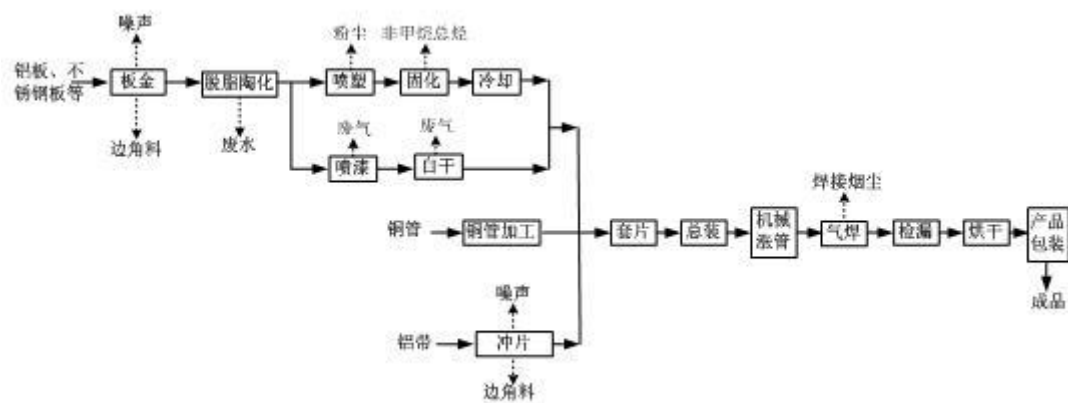 噪声
粉尘
非甲烷总烃
铝板、不
锈钢板等
板金
脱脂陶化
喷塑
固化
冷却
边角料
废水
废气
废气
喷漆
自干
焊接烟尘
铜管
铜管加工
套片
总装
机械
涨管
气焊
检漏
烘干
产品
包装
噪声
成品
铝带
冲片
边角料